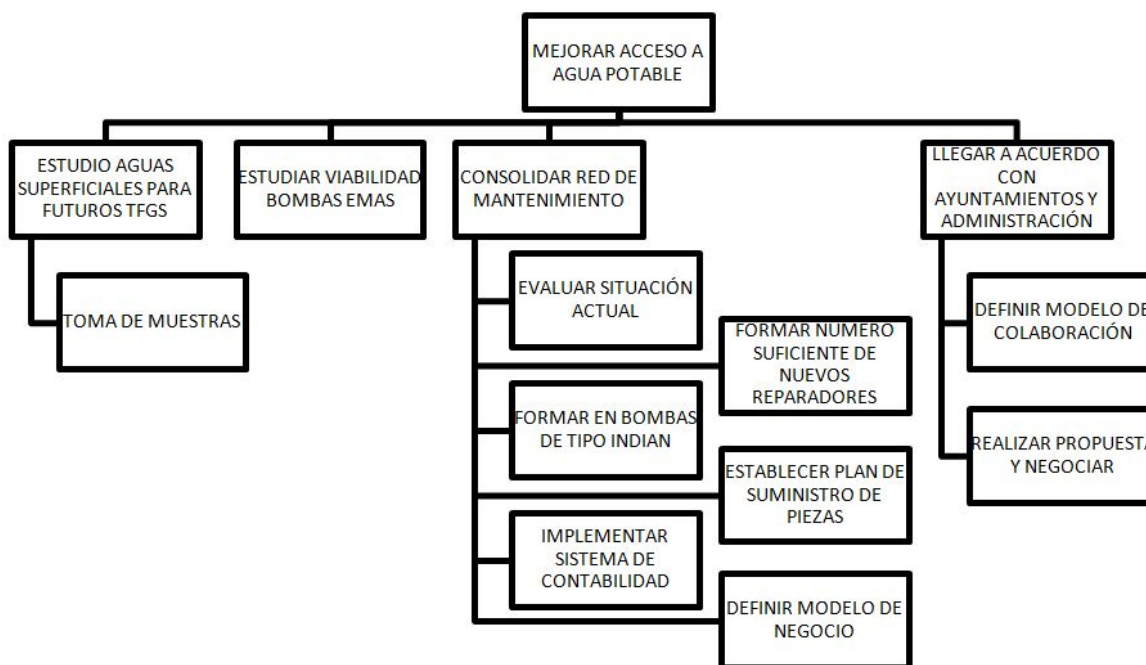 MEJORAR ACCESO A
AGUA POTABLE
ESTUDIO AGUAS
SUPERFICIALES PARA
FUTUROS TFGS
TOMA DE MUESTRAS
ESTUDIAR VIABILIDAD
BOMBAS EMAS
CONSOLIDAR RED DE
MANTENIMIENTO
EVALUAR SITUACIÓN
ACTUAL
FORMAR NÚMERO
SUFICIENTE DE
NUEVOS
REPARADORES
FORMAR EN BOMBAS
DE TIPO INDIAN
ESTABLECER PLAN DE
SUMINISTRO DE
PIEZAS
IMPLEMENTAR
SISTEMA DE
CONTABILIDAD
DEFINIR MODELO DE
NEGOCIO
LLEGAR A ACUERDO
CON
AYUNTAMIENTOS Y
ADMINISTRACIÓN
DEFINIR MODELO DE
COLABORACIÓN
REALIZAR PROPUESTA
Y NEGOCIAR